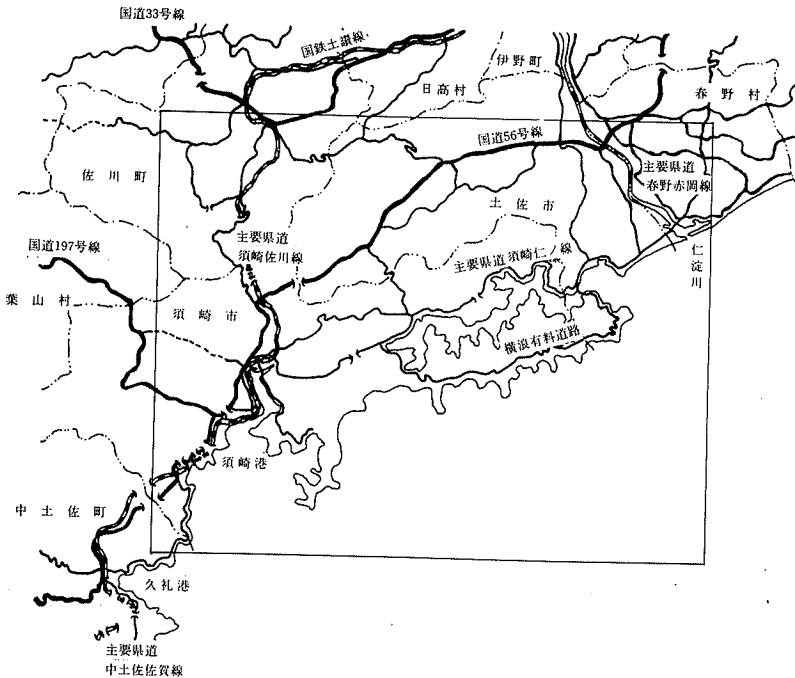 国道33号線
国鉄土讃線
伊野町
日高村
春野村
国道56号線
佐川町
主要県道
春野赤岡線
土佐市
国道197号線
主要県道
須崎佐川線
主要県道須崎仁ノ線
仁淀川
葉山村
須崎市
横浪有料道路
須崎港
中土佐町
久礼港
主要県道
中土佐佐賀線